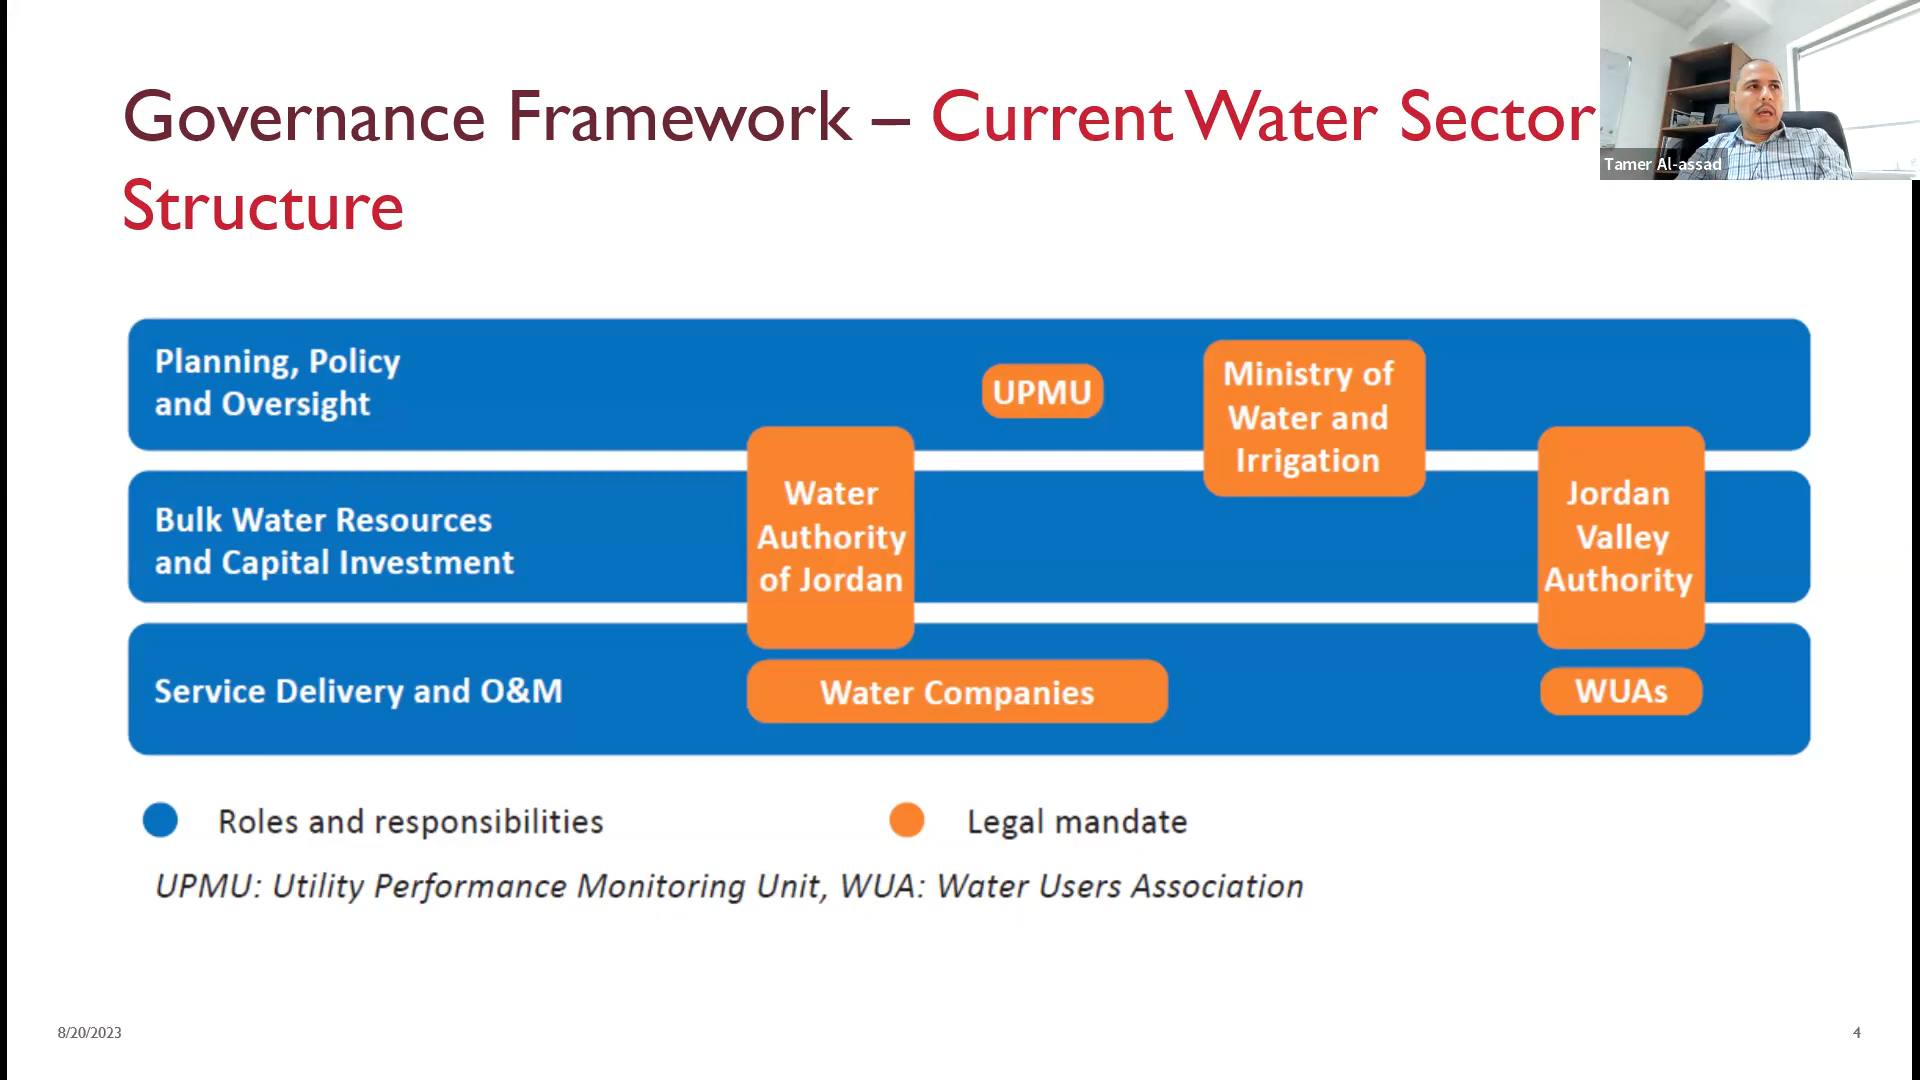 Governance Framework – Current Water Sector
Structure
Tamer Al-assad
Planning, Policy
and Oversight
UPMU
Ministry of
Water and
Irrigation
Bulk Water Resources
and Capital Investment
Water
Authority
of Jordan
Jordan
Valley
Authority
Service Delivery and O&M
Water Companies
WUAs
Roles and responsibilities
Legal mandate
UPMU: Utility Performance Monitoring Unit, WUA: Water Users Association
8/20/2023
4